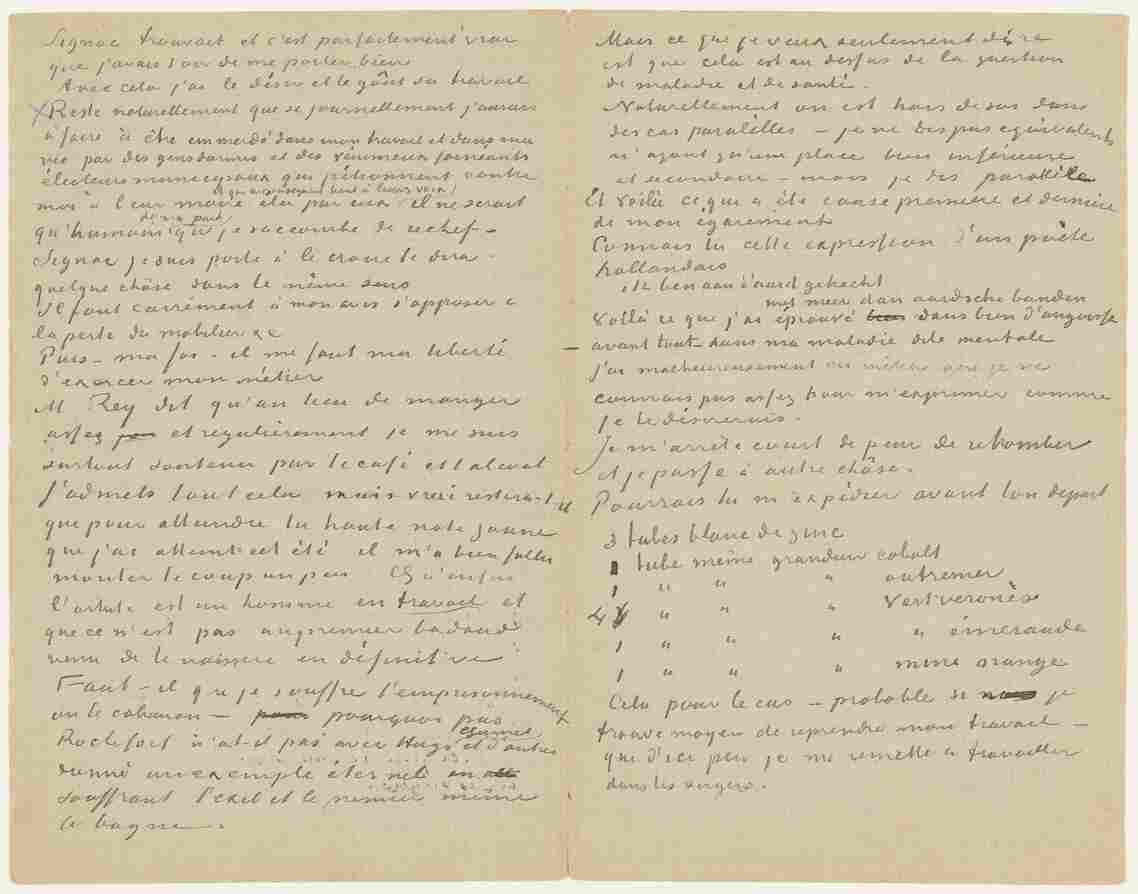 Signac trouvait et c'est parfaitement vrai
que j'avais l'air de me porter bien
Avec cela j'ai le désir et le goût du travail
Reste naturellement que si journellement j'aurais
à faire à être emmerdé dans mon travail et dans ma
vie par des gendarmes et des venimeux faineants
électeurs municipaux qui petitionnent contre
moi à leur maire élu par eux
et qui consequemment tient à leurs voix) il ne serait
qu'humain de ma part que je succombe de rechef –
Signac je suis porté à le croire te dira
quelque chôse dans le même sens
Il faut carrément à mon avis s'opposer a
la perte du mobilier &c
Puis – ma foi – il me faut ma liberté
d'exercer mon métier
M. Rey dit qu'au lieu de manger
assez et regulièrement je me suis
surtout soutenu par le café et l'alcool
J'admets tout cela mais vrai restera-t-il
que pour atteindre la haute note jaune
que j'ai atteint cet été il m'a bien fallu
monter le coup un peu. Qu'enfin
l'artiste est un homme en travail et
que ce n'est pas au premier badaud
venu de le vaincre en définitive
Faut-il que je souffre l'emprisonnement
ou le cabanon – pourquoi pas
Rochefort n'at-il pas avec Hugo Quinet et d'autres
donné un exemple éternel en
souffrant l'exil et le premier même
le bagne.
Mais ce que je veux seulement dire
est que cela est au dessus de la question
de maladie et de santé.
Naturellement on est hors de soi dans
des cas parallèles – je ne dis pas equivalents
n'ayant qu'une place bien inférieure
et secondaire – mais je dis parallèle
Et voilà ce qui a été cause première et dernière
de mon égarement
Connais tu cette expression d'un poète
hollandais
ik ben aan d'aard gehecht
met meer dan aardsche banden
Voilà ce que j'ai éprouvé dans bien d'angoisse
– avant tout – dans ma maladie dite mentale
j'ai malheureusement un métier que je ne
connais pas assez pour m'exprimer comme
je le désirerais.
Je m'arrête court de peur de retomber
et je passe à autre chôse.
Pourrais tu m'expédier avant ton depart
3 tubes blanc de zinc
1 tube même grandeur cobalt
1 " " " outremer
4 " " " Vert véronèse
1 " " " " émeraude
1 " " " mine orange
Cela pour le cas – probable si je
trouve moyen de reprendre mon travail –
que d'ici peu je me remette à travailler
dans les vergers.